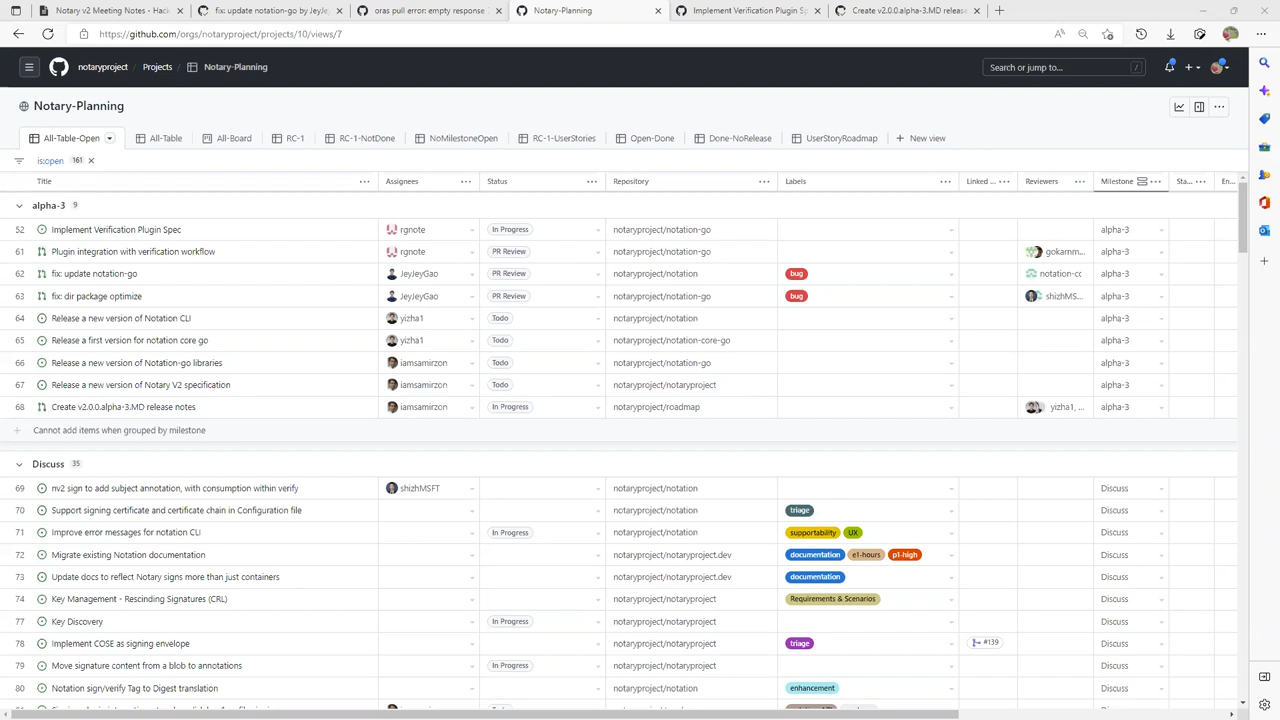 Notary v2 Meeting Notes - Hack
fix: update notation-go by JeyJe
oras pull error: empty response
Notary-Planning
Implement Verification Plugin Sp
Create v2.0.0.alpha-3.MD release
https://github.com/orgs/notaryproject/projects/10/views/7
notaryproject Projects Notary-Planning Search or jump to... /
Notary-Planning
All-Table-Open All-Table All-Board RC-1 RC-1-NotDone NoMilestoneOpen RC-1-UserStories Open-Done Done-NoRelease UserStoryRoadmap + New view
is:open 161
Title ... Assignees ... Status ... Repository ... Labels ... Linked ... ... Reviewers ... Milestone ... Sta... ... En...
alpha-3 9
52 Implement Verification Plugin Spec rgnote In Progress notaryproject/notation-go alpha-3
61 Plugin integration with verification workflow rgnote PR Review notaryproject/notation-go gokarnm... alpha-3
62 fix: update notation-go JeyJeyGao PR Review notaryproject/notation bug notation-cc alpha-3
63 fix: dir package optimize JeyJeyGao PR Review notaryproject/notation-go bug shizhMS... alpha-3
64 Release a new version of Notation CLI yizha1 Todo notaryproject/notation alpha-3
65 Release a first version for notation core go yizha1 Todo notaryproject/notation-core-go alpha-3
66 Release a new version of Notation-go libraries iamsamirzon Todo notaryproject/notation-go alpha-3
67 Release a new version of Notary V2 specification iamsamirzon Todo notaryproject/notaryproject alpha-3
68 Create v2.0.0.alpha-3.MD release notes iamsamirzon In Progress notaryproject/roadmap yizha1, ... alpha-3
+ Cannot add items when grouped by milestone
Discuss 35
69 nv2 sign to add subject annotation, with consumption within verify shizhMSFT notaryproject/notation Discuss
70 Support signing certificate and certificate chain in Configuration file notaryproject/notation triage Discuss
71 Improve error messages for notation CLI In Progress notaryproject/notation supportability UX Discuss
72 Migrate existing Notation documentation notaryproject/notaryproject.dev documentation e1-hours p1-high Discuss
73 Update docs to reflect Notary signs more than just containers notaryproject/notaryproject.dev documentation Discuss
74 Key Management - Rescinding Signatures (CRL) notaryproject/notaryproject Requirements & Scenarios Discuss
77 Key Discovery In Progress notaryproject/notaryproject Discuss
78 Implement COSE as signing envelope notaryproject/notaryproject triage #139 Discuss
79 Move signature content from a blob to annotations In Progress notaryproject/notaryproject Discuss
80 Notation sign/verify Tag to Digest translation notaryproject/notation enhancement Discuss